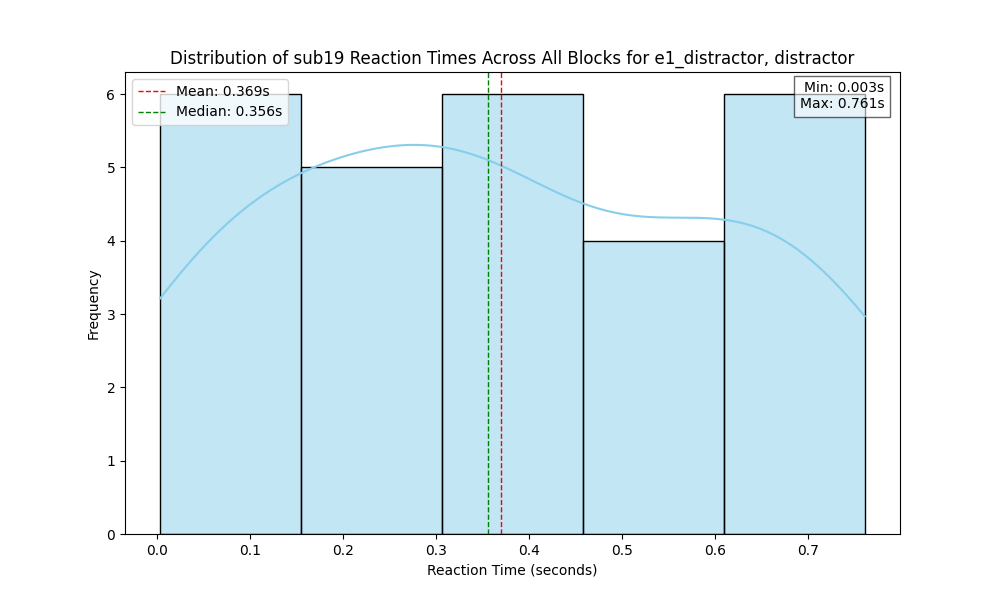 Distribution of sub19 Reaction Times Across All Blocks for e1_distractor, distractor
Mean: 0.369s
Median: 0.356s
Min: 0.003s
Max: 0.761s
Frequency
6
5
4
3
2
1
0
0.0 0.1 0.2 0.3 0.4 0.5 0.6 0.7
Reaction Time (seconds)